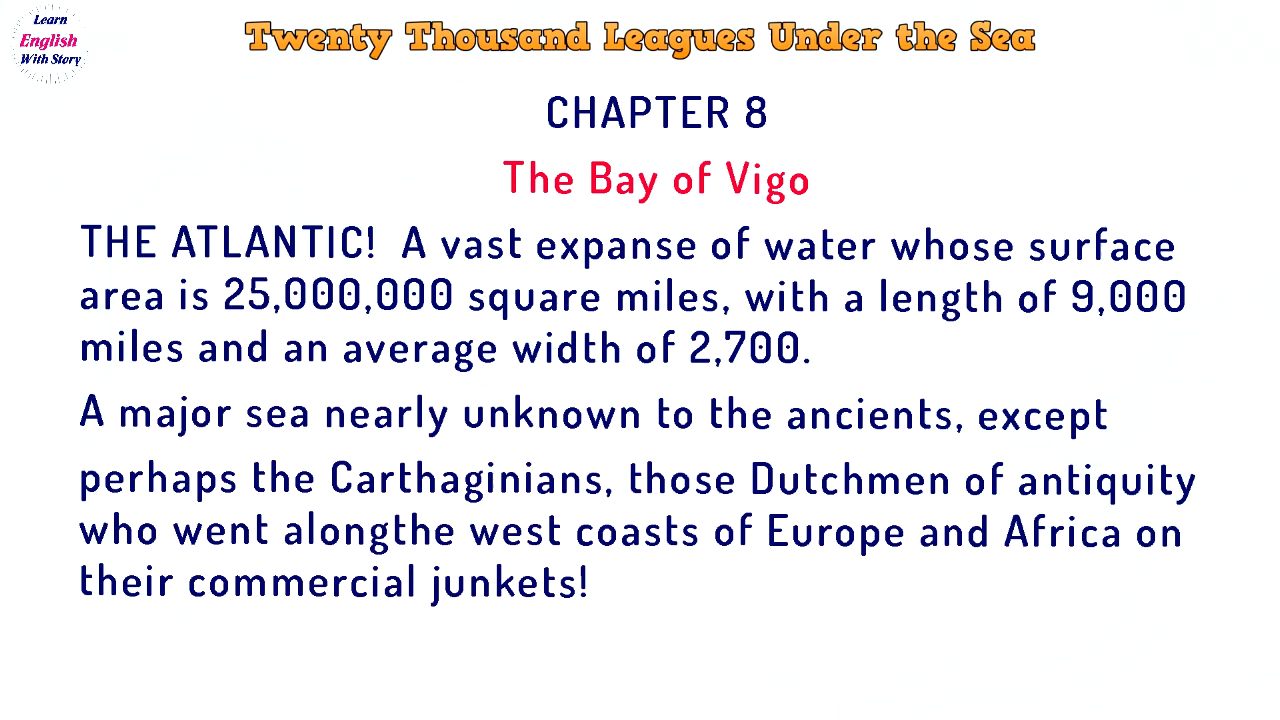 Learn
English
With Story
Twenty Thousand Leagues Under the Sea
CHAPTER 8
The Bay of Vigo
THE ATLANTIC!  A vast expanse of water whose surface
area is 25,000,000 square miles, with a length of 9,000
miles and an average width of 2,700.
A major sea nearly unknown to the ancients, except
perhaps the Carthaginians, those Dutchmen of antiquity
who went alongthe west coasts of Europe and Africa on
their commercial junkets!